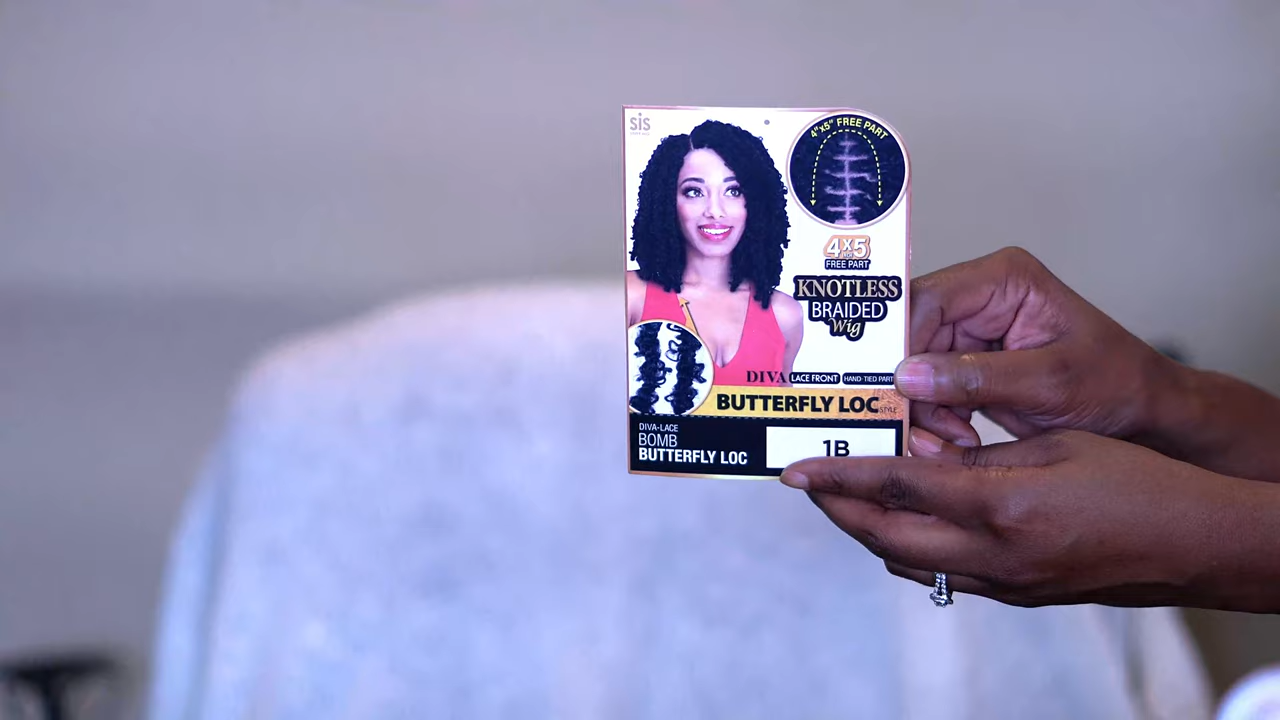 sis
4"x5" FREE PART
4x5
FREE PART
KNOTLESS
BRAIDED
Wig
DIVA LACE FRONT HAND-TIED PART
BUTTERFLY LOC STYLE
DIVA-LACE
BOMB
BUTTERFLY LOC
1B